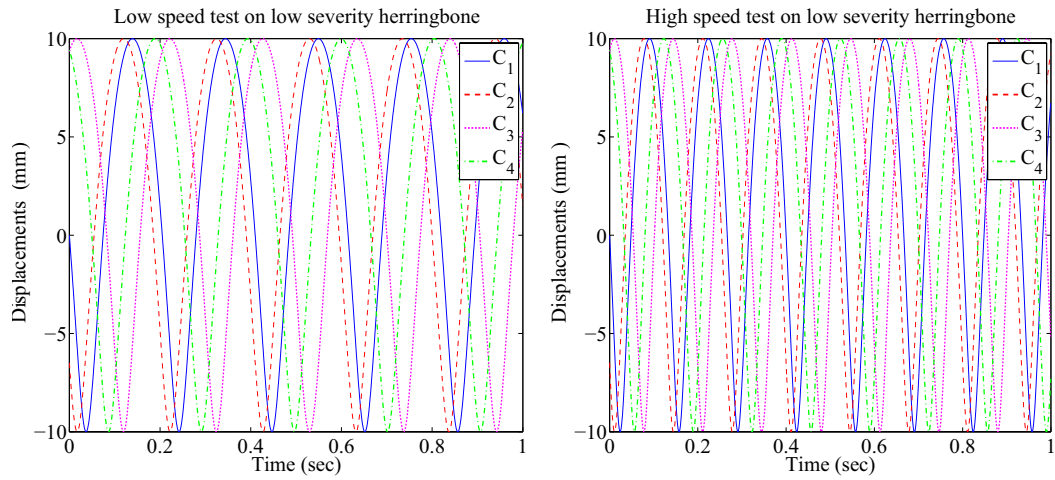 Low speed test on low severity herringbone
10
5
0
−5
−10
Displacements (mm)
0
0.2
0.4
0.6
0.8
1
Time (sec)
C1
C2
C3
C4
High speed test on low severity herringbone
10
5
0
−5
−10
Displacements (mm )
0
0.2
0.4
0.6
0.8
1
Time (sec)
C1
C2
C3
C4